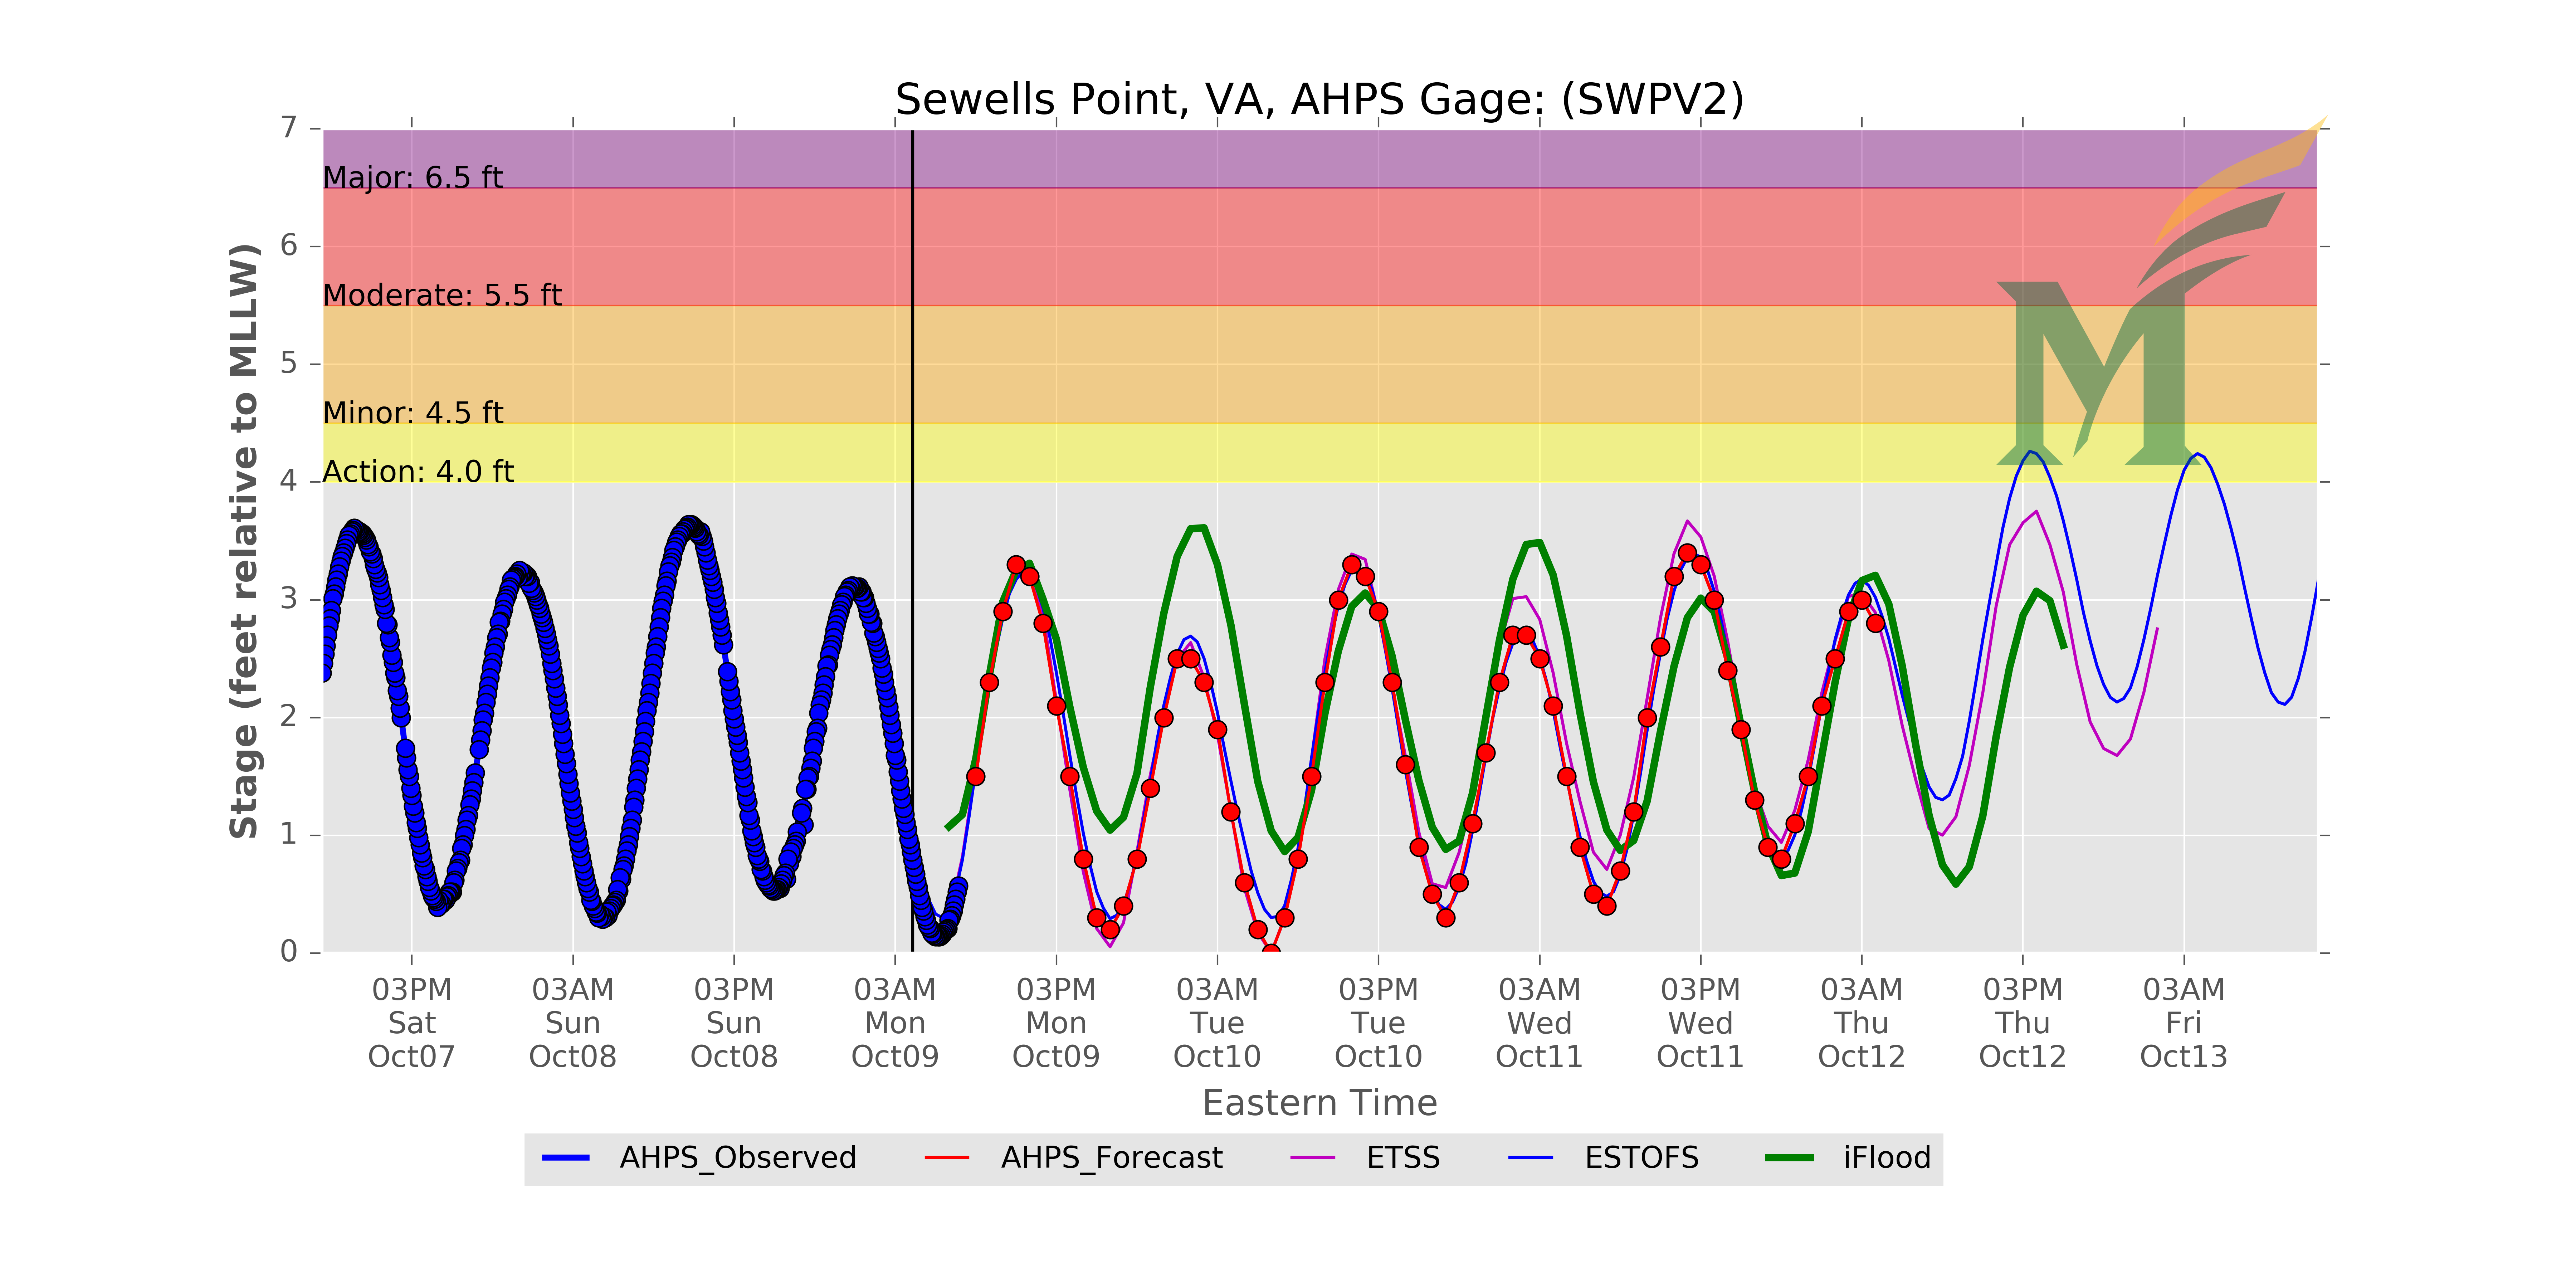 Sewells Point, VA, AHPS Gage: (SWPV2)
Stage (feet relative to MLLW)
7
6
5
4
3
2
1
0
Major: 6.5 ft
Moderate: 5.5 ft
Minor: 4.5 ft
Action: 4.0 ft
M
03PM 03AM 03PM 03AM 03PM 03AM 03PM 03AM 03PM 03AM 03PM 03AM
Sat Sun Sun Mon Mon Tue Tue Wed Wed Thu Thu Fri
Oct07 Oct08 Oct08 Oct09 Oct09 Oct10 Oct10 Oct11 Oct11 Oct12 Oct12 Oct13
Eastern Time
AHPS_Observed AHPS_Forecast ETSS ESTOFS iFlood